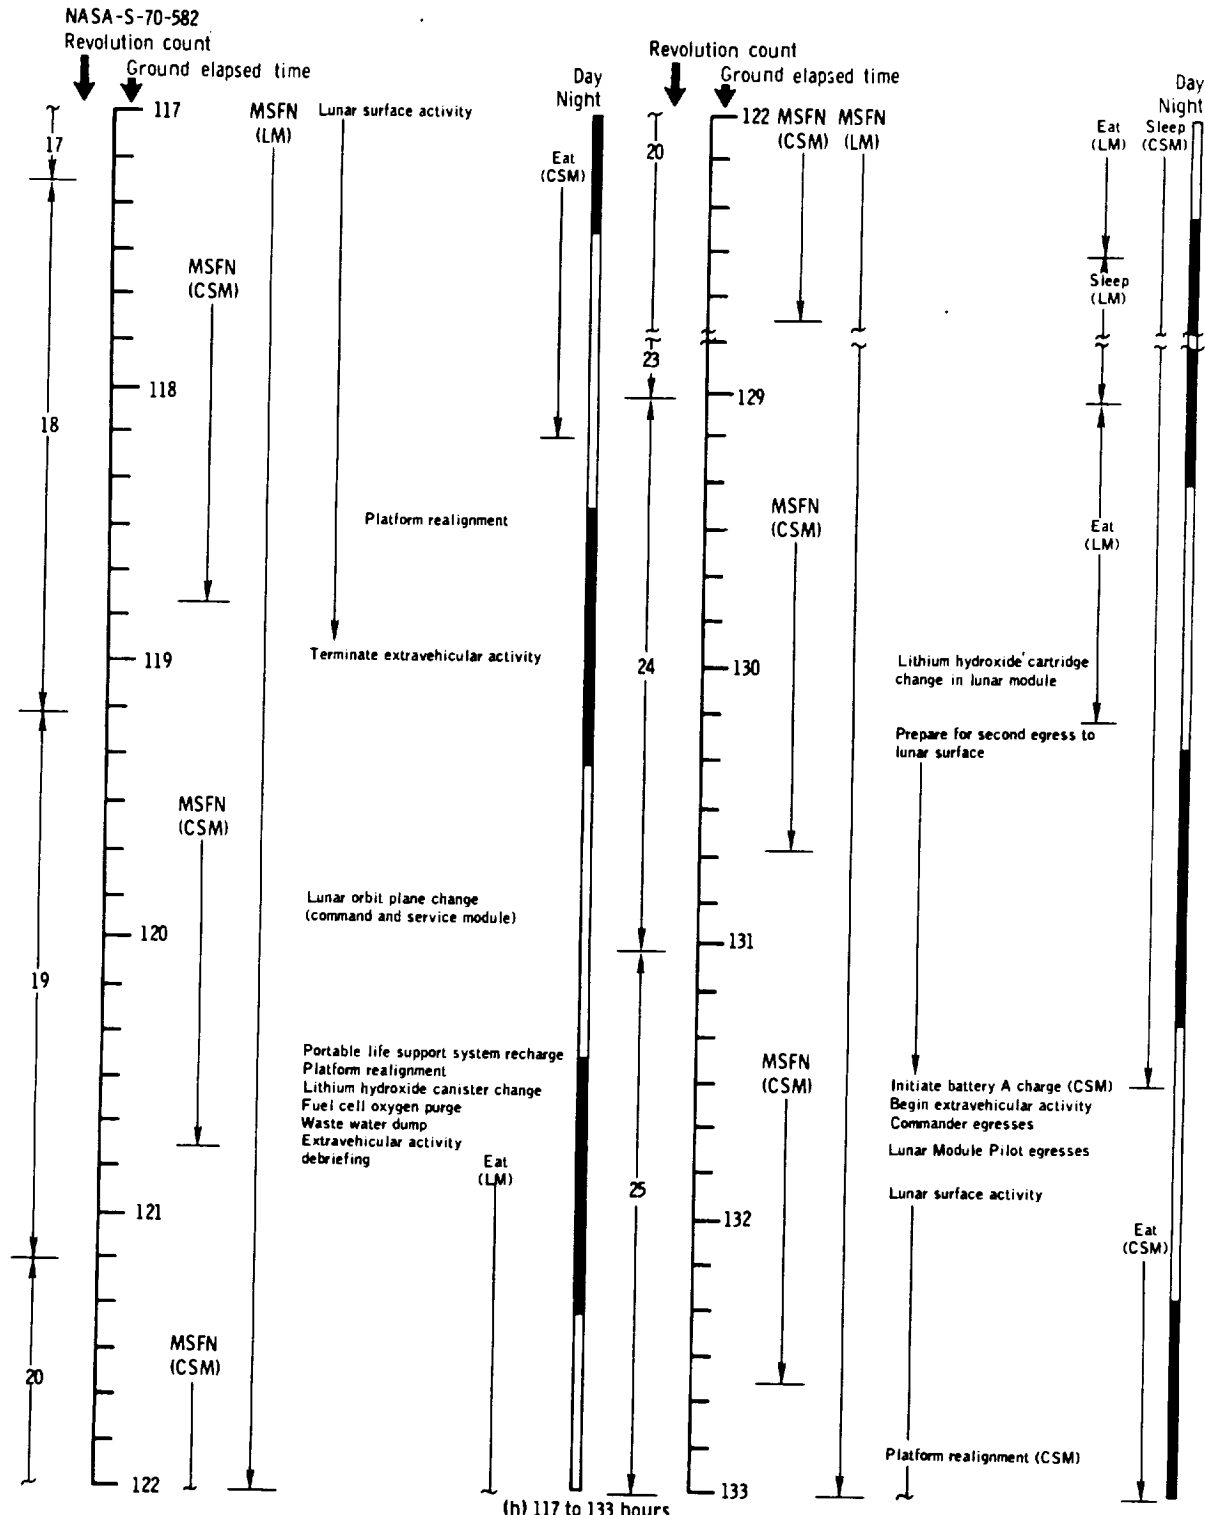 NASA-S-70-582
Revolution count
Ground elapsed time
Day
Night
117
MSFN
(LM)
Lunar surface activity
17
Eat
(CSM)
MSFN
(CSM)
118
18
Platform realignment
119
Terminate extravehicular activity
MSFN
(CSM)
Lunar orbit plane change
(command and service module)
120
19
Portable life support system recharge
Platform realignment
Lithium hydroxide canister change
Fuel cell oxygen purge
Waste water dump
Extravehicular activity
debriefing
Eat
(LM)
121
MSFN
(CSM)
20
122
Revolution count
Ground elapsed time
Day
Night
122
MSFN
(CSM)
MSFN
(LM)
Eat
(LM)
Sleep
(CSM)
20
Sleep
(LM)
23
129
MSFN
(CSM)
Eat
(LM)
24
130
Lithium hydroxide cartridge
change in lunar module
Prepare for second egress to
lunar surface
131
MSFN
(CSM)
Initiate battery A charge (CSM)
Begin extravehicular activity
Commander egresses
Lunar Module Pilot egresses
25
Lunar surface activity
132
Eat
(CSM)
Platform realignment (CSM)
133
(h) 117 to 133 hours